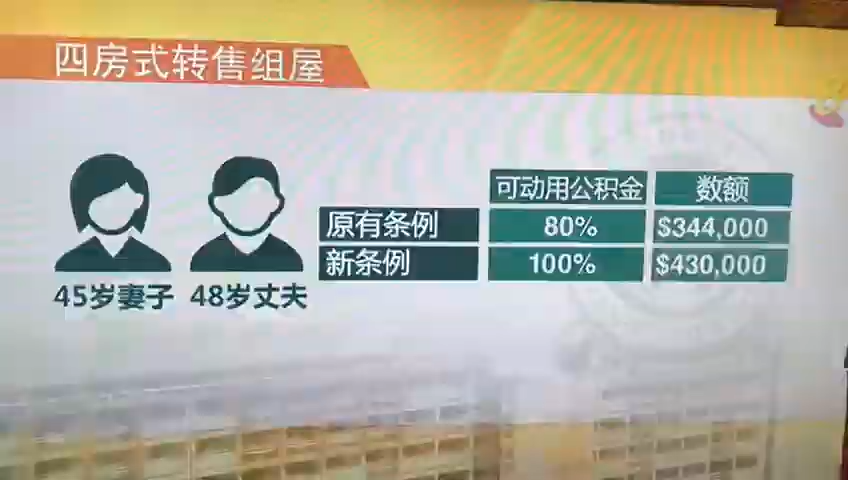 四房式转售组屋
可动用公积金 数额
原有条例 80% $344,000
新条例 100% $430,000
45岁妻子 48岁丈夫